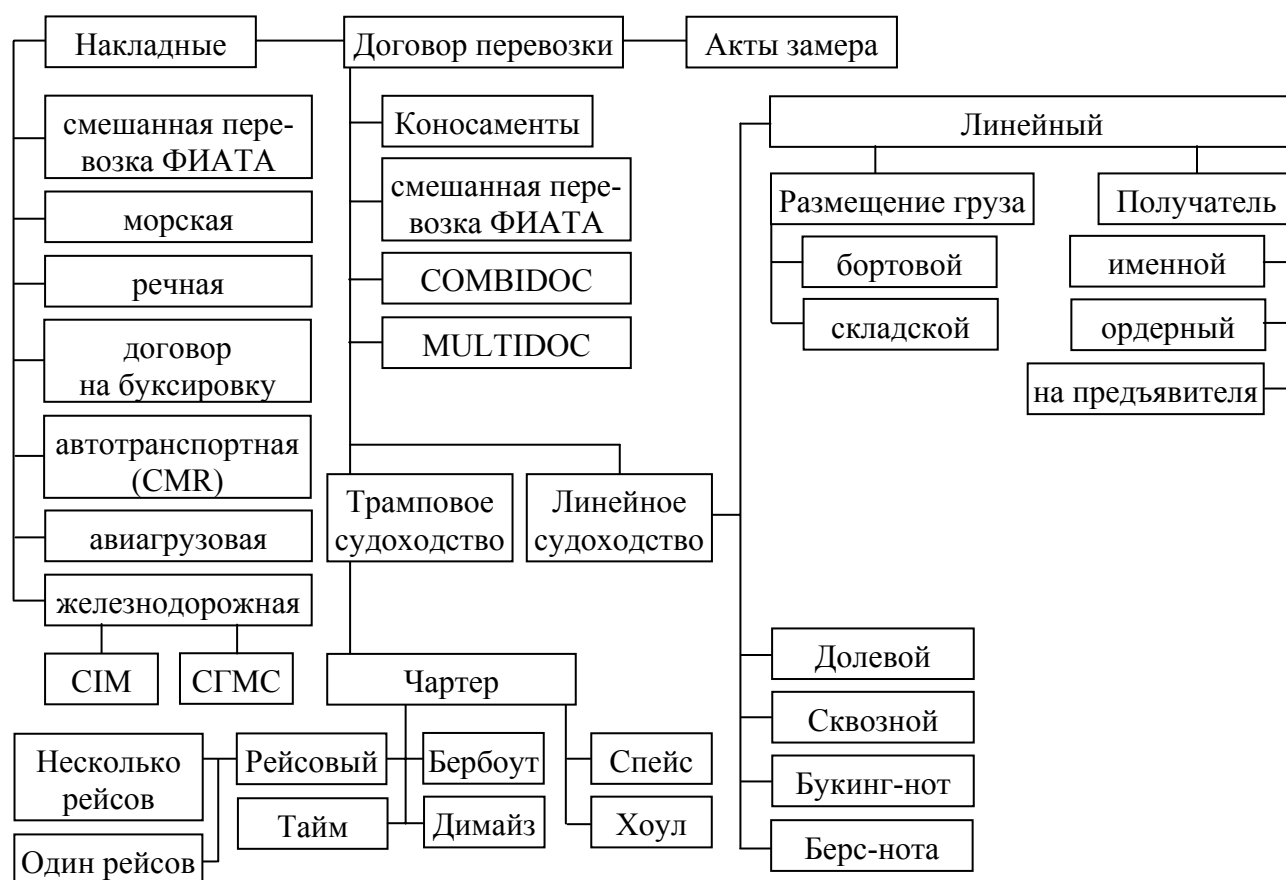 Накладные
Договор перевозки
Акты замера
смешанная пере-
возка ФИАТА
морская
речная
договор
на буксировку
автотранспортная
(CMR)
авиагрузовая
железнодорожная
CIM
СГМС
Коносаменты
смешанная пере-
возка ФИАТА
COMBIDOC
MULTIDOC
Трамповое
судоходство
Линейное
судоходство
Чартер
Несколько
рейсов
Один рейсов
Рейсовый
Тайм
Бербоут
Димайз
Спейс
Хоул
Линейный
Размещение груза
бортовой
складской
Получатель
именной
ордерный
на предъявителя
Долевой
Сквозной
Букинг-нот
Берс-нота